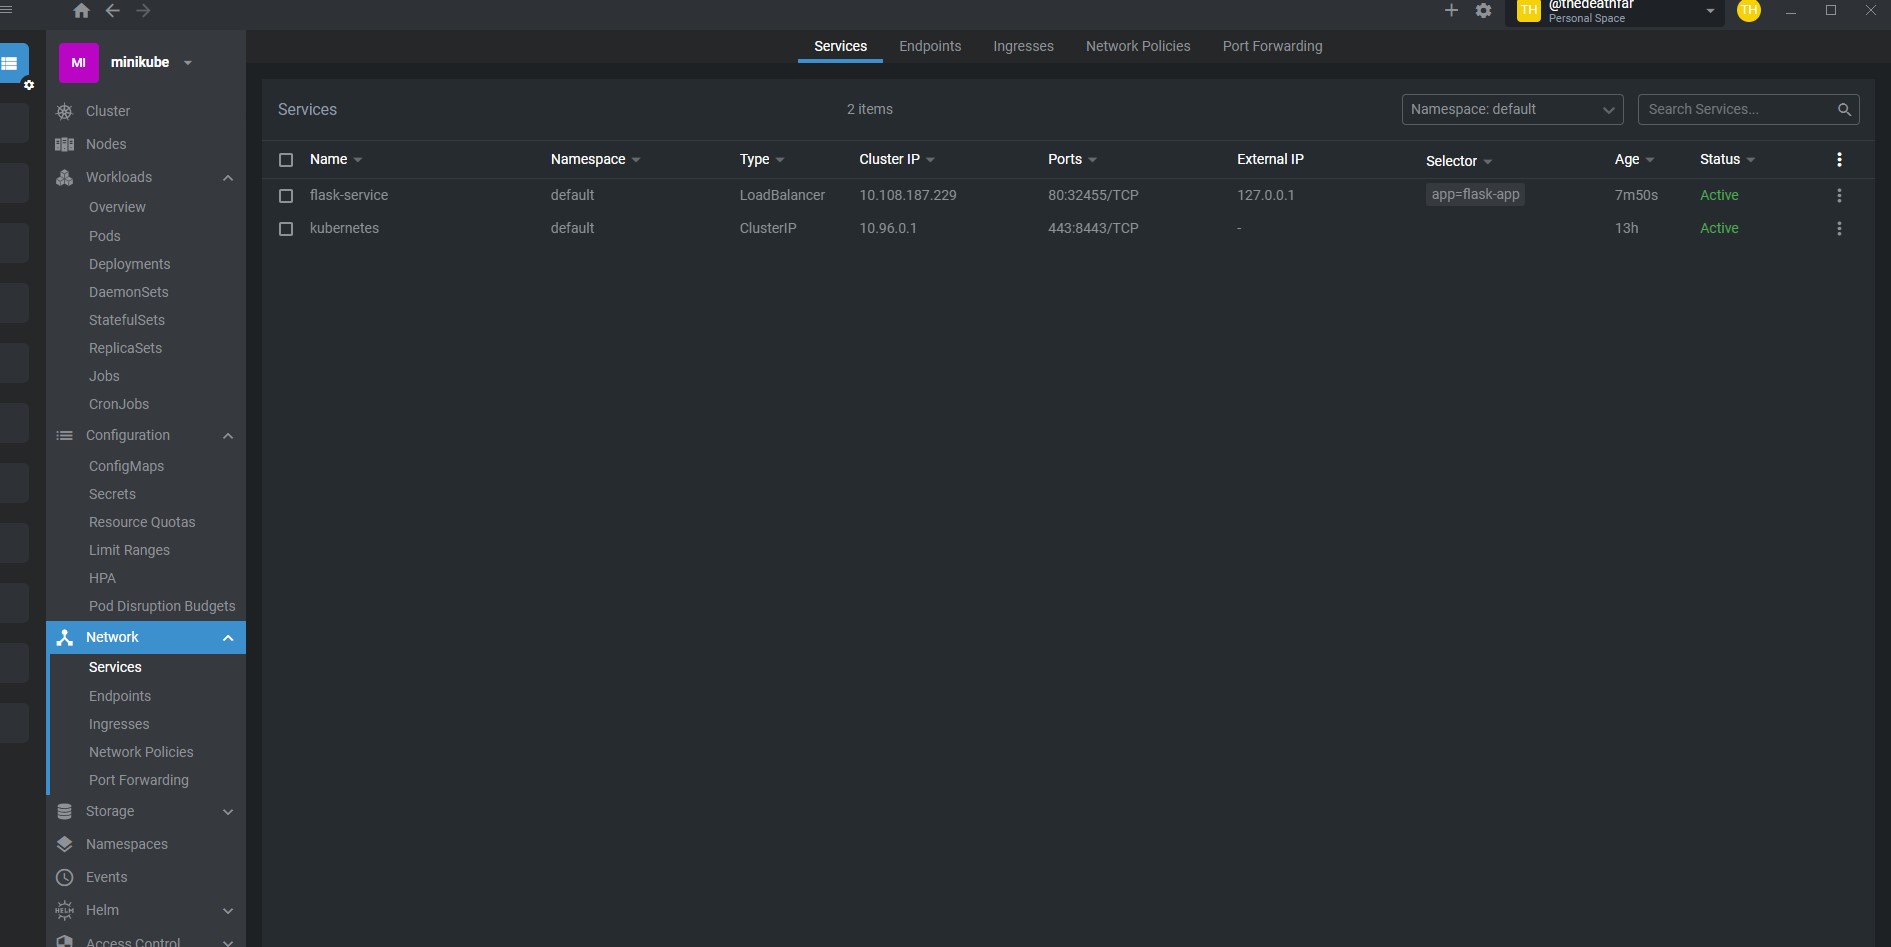 TH
@thedeathfar
Personal Space
TH
MI
minikube
Cluster
Nodes
Workloads
Overview
Pods
Deployments
DaemonSets
StatefulSets
ReplicaSets
Jobs
CronJobs
Configuration
ConfigMaps
Secrets
Resource Quotas
Limit Ranges
HPA
Pod Disruption Budgets
Network
Services
Endpoints
Ingresses
Network Policies
Port Forwarding
Storage
Namespaces
Events
HELM Helm
Access Control
Services Endpoints Ingresses Network Policies Port Forwarding
Services 2 items Namespace: default Search Services...
Name Namespace Type Cluster IP Ports External IP Selector Age Status
flask-service default LoadBalancer 10.108.187.229 80:32455/TCP 127.0.0.1 app=flask-app 7m50s Active
kubernetes default ClusterIP 10.96.0.1 443:8443/TCP - 13h Active